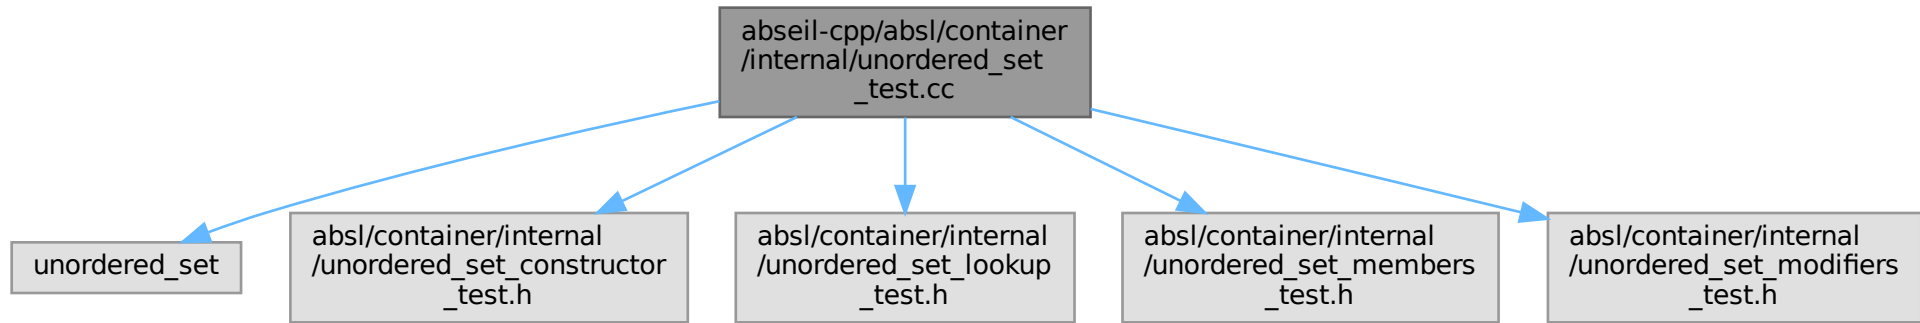 abseil-cpp/absl/container
/internal/unordered_set
_test.cc
unordered_set
absl/container/internal
/unordered_set_constructor
_test.h
absl/container/internal
/unordered_set_lookup
_test.h
absl/container/internal
/unordered_set_members
_test.h
absl/container/internal
/unordered_set_modifiers
_test.h